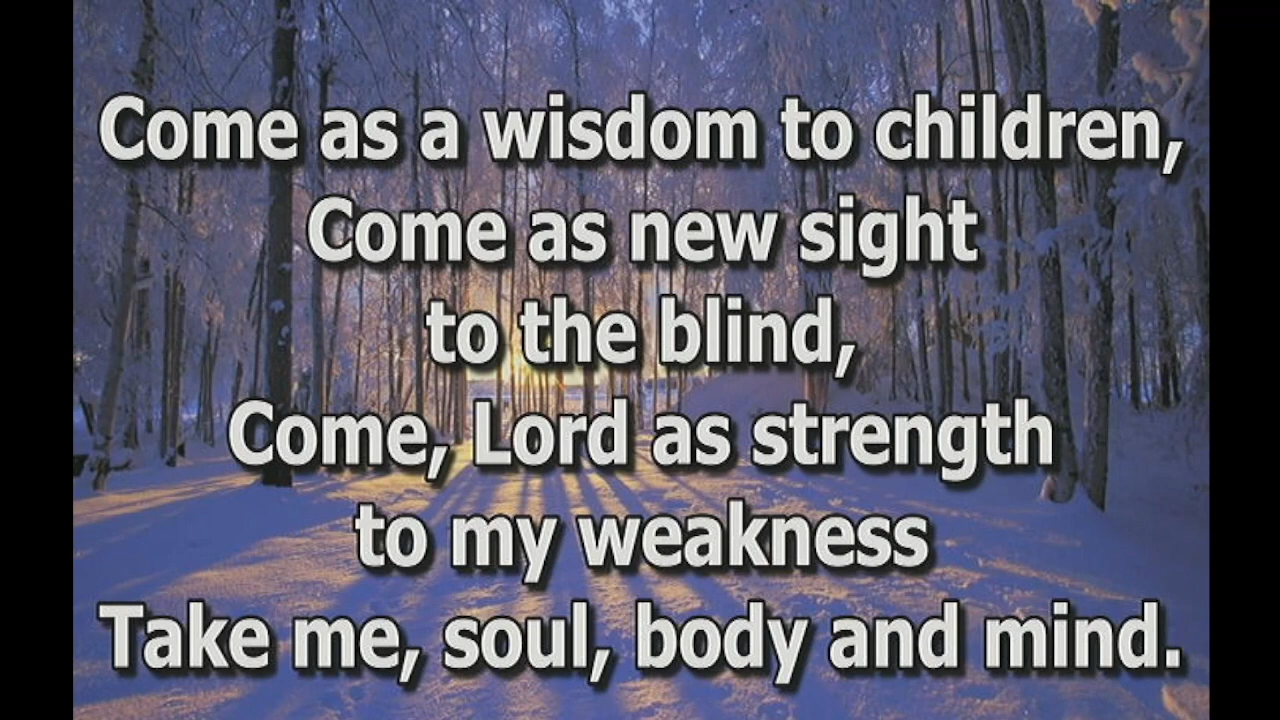 Come as a wisdom to children,
Come as new sight
to the blind,
Come, Lord as strength
to my weakness
Take me, soul, body and mind.